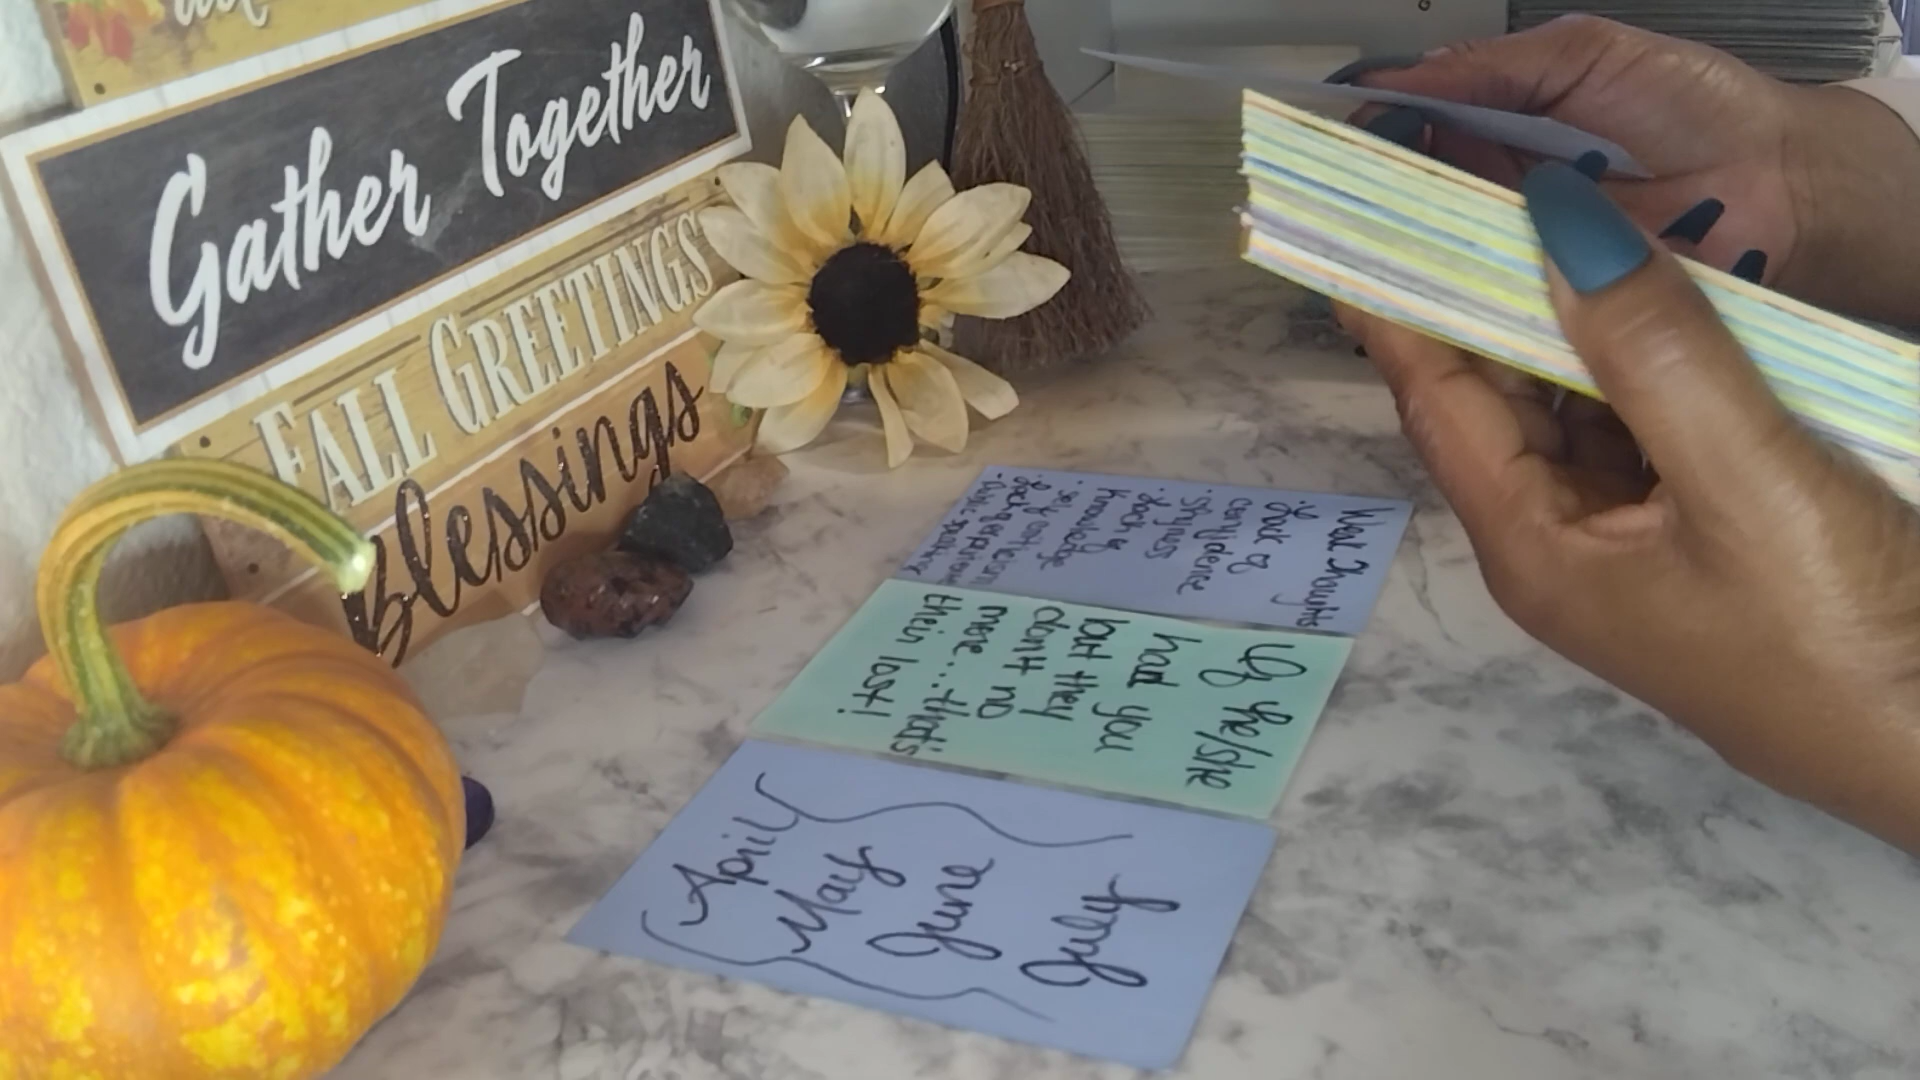 Gather Together
FALL GREETINGS
Blessings
Weak Thoughts
• Lack of
confidence
• Shyness
• Lack of
Knowledge
If He/She
had you
but they
don't no
more... that's
their lost!
April
May
June
July